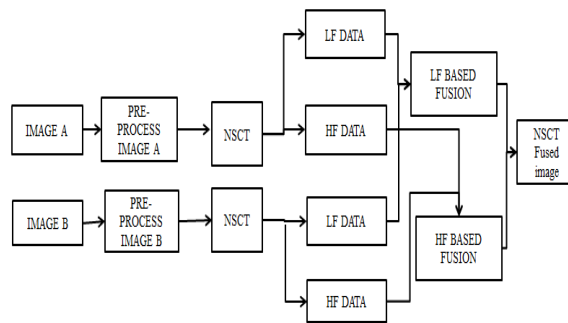 LF DATA
LF BASED
FUSION
IMAGE A
PRE-
PROCESS
IMAGE A
NSCT
HF DATA
NSCT
Fused
image
IMAGE B
PRE-
PROCESS
IMAGE B
NSCT
LF DATA
HF BASED
FUSION
HF DATA